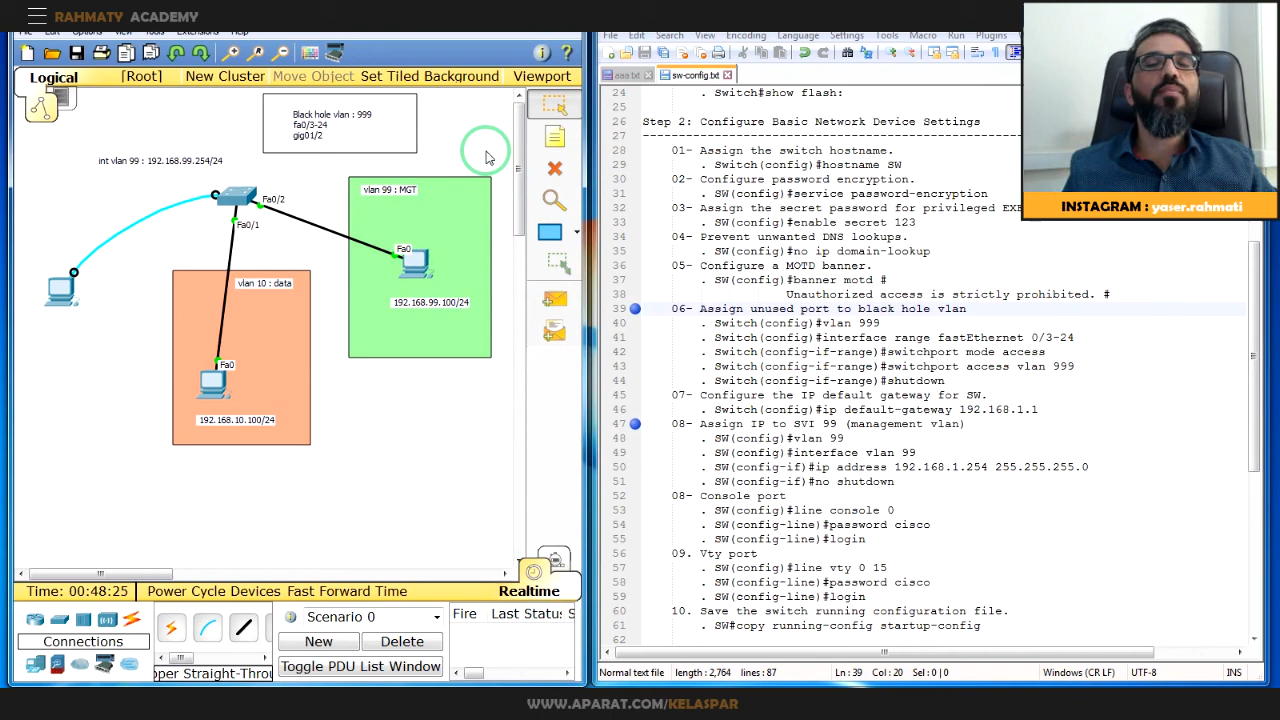 RAHMATY ACADEMY
Logical
[Root]
New Cluster
Move Object
Set Tiled Background
Viewport
Black hole vlan : 999
fa0/3-24
gig01/2
int vlan 99 : 192.168.99.254/24
Fa0/2
Fa0/1
vlan 99 : MGT
Fa0
192.168.99.100/24
vlan 10 : data
Fa0
192.168.10.100/24
Time: 00:48:25
Power Cycle Devices Fast Forward Time
Realtime
Scenario 0
Fire
Last Status
S
New
Delete
Toggle PDU List Window
Connections
File Edit Search View Encoding Language Settings Tools Macro Run Plugins
aaa.txt
sw-config.txt
24 . Switch#show flash:
25
26 Step 2: Configure Basic Network Device Settings
27 ------------------------------------------------
28 01- Assign the switch hostname.
29 . Switch(config)#hostname SW
30 02- Configure password encryption.
31 . Switch(config)#service password-encryption
32 03- Assign the secret password for privileged EXE
33 . SW(config)#enable secret 123
34 04- Prevent unwanted DNS lookups.
35 . SW(config)#no ip domain-lookup
36 05- Configure a MOTD banner.
37 . SW(config)#banner motd #
38 Unauthorized access is strictly prohibited. #
39 06- Assign unused port to black hole vlan
40 . Switch(config)#vlan 999
41 . Switch(config)#interface range fastEthernet 0/3-24
42 . Switch(config-if-range)#switchport mode access
43 . Switch(config-if-range)#switchport access vlan 999
44 . Switch(config-if-range)#shutdown
45 07- Configure the IP default gateway for SW.
46 . Switch(config)#ip default-gateway 192.168.1.1
47 08- Assign IP to SVI 99 (management vlan)
48 . SW(config)#vlan 99
49 . SW(config)#interface vlan 99
50 . SW(config-if)#ip address 192.168.1.254 255.255.255.0
51 . SW(config-if)#no shutdown
52 08- Console port
53 . SW(config)#line console 0
54 . SW(config-line)#password cisco
55 . SW(config-line)#login
56 09. Vty port
57 . SW(config)#line vty 0 15
58 . SW(config-line)#password cisco
59 . SW(config-line)#login
60 10. Save the switch running configuration file.
61 . SW#copy running-config startup-config
62
Normal text file
length : 2,764
lines : 87
Ln : 39 Col : 20 Sel : 0 | 0
Windows (CR LF)
UTF-8
INS
INSTAGRAM : yaser.rahmati
WWW.APARAT.COM/KELASPAR